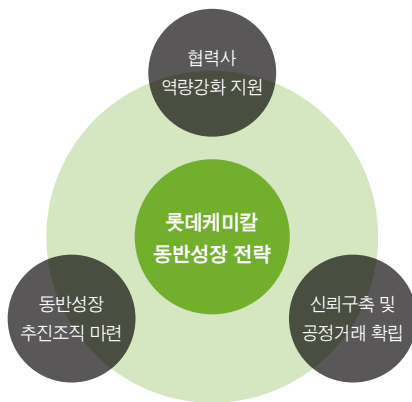 협력사
역량강화 지원
롯데케미칼
동반성장 전략
동반성장
추진조직 마련
신뢰구축 및
공정거래 확립